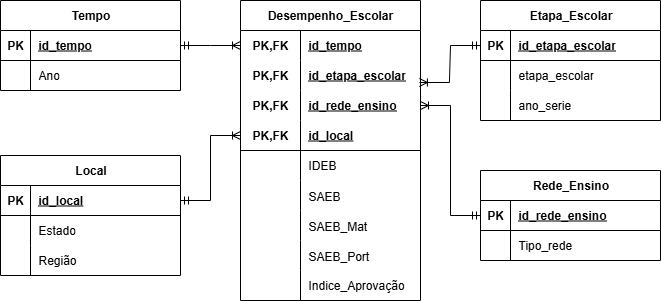 Tempo
PK id_tempo
Ano
Desempenho_Escolar
PK,FK id_tempo
PK,FK id_etapa_escolar
PK,FK id_rede_ensino
PK,FK id_local
IDEB
SAEB
SAEB_Mat
SAEB_Port
Indice_Aprovação
Etapa_Escolar
PK id_etapa_escolar
etapa_escolar
ano_serie
Local
PK id_local
Estado
Região
Rede_Ensino
PK id_rede_ensino
Tipo_rede